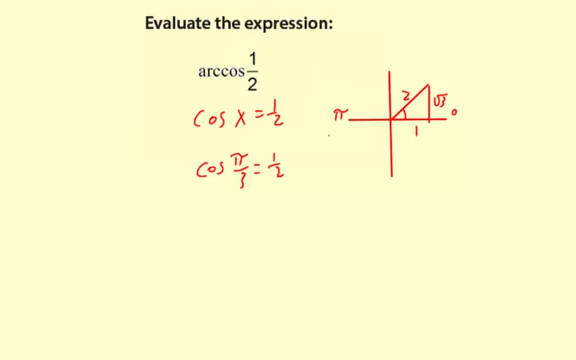 Evaluate the expression:
arccos 1/2
cos x = 1/2
cos π/3 = 1/2
2
√3
π
0
1